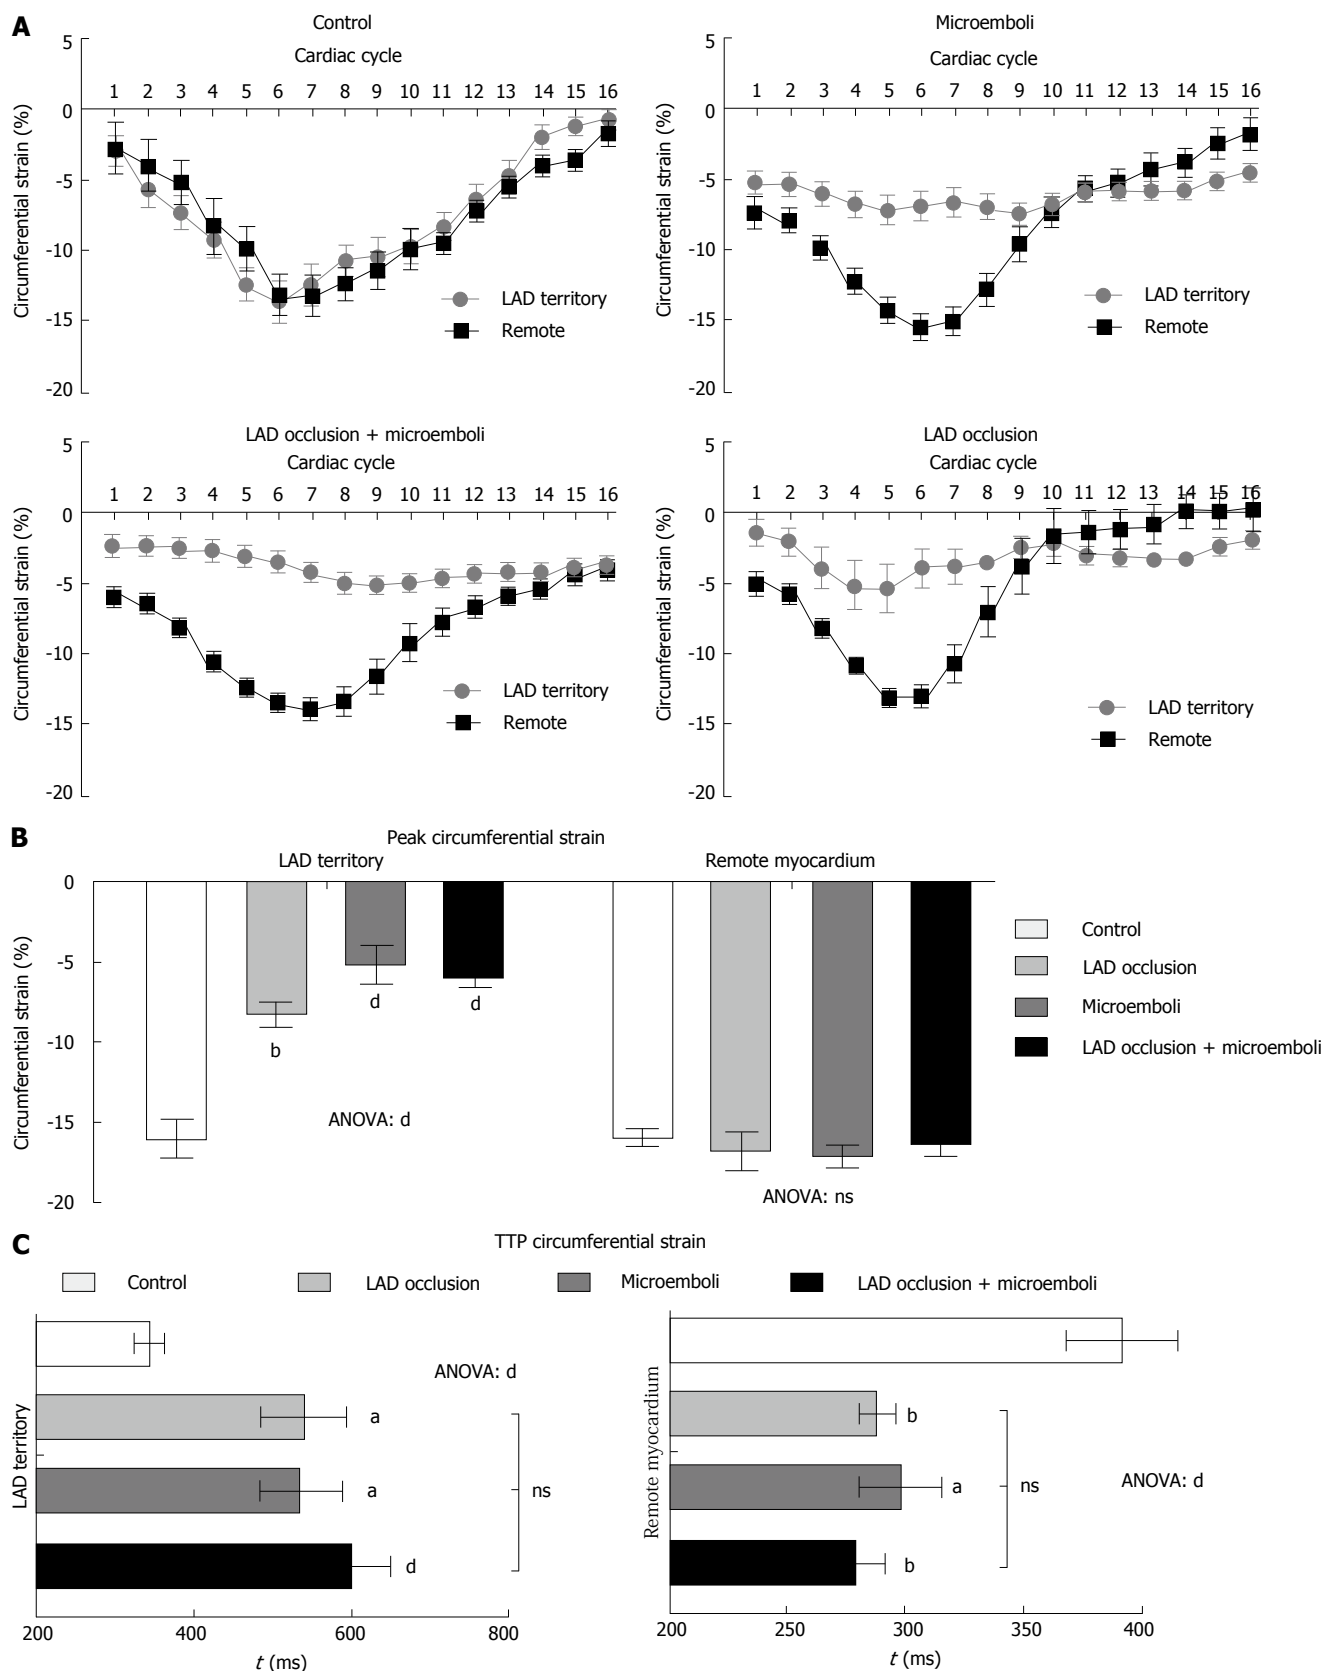 A
Control
Cardiac cycle
5
1 2 3 4 5 6 7 8 9 10 11 12 13 14 15 16
0
-5
-10
-15
-20
Circumferential strain (%)
LAD territory
Remote
Microemboli
Cardiac cycle
5
1 2 3 4 5 6 7 8 9 10 11 12 13 14 15 16
0
-5
-10
-15
-20
Circumferential strain (%)
LAD territory
Remote
LAD occlusion + microemboli
Cardiac cycle
5
1 2 3 4 5 6 7 8 9 10 11 12 13 14 15 16
0
-5
-10
-15
-20
Circumferential strain (%)
LAD territory
Remote
LAD occlusion
Cardiac cycle
5
1 2 3 4 5 6 7 8 9 10 11 12 13 14 15 16
0
-5
-10
-15
-20
Circumferential strain (%)
LAD territory
Remote
B
Peak circumferential strain
LAD territory
Remote myocardium
0
-5
-10
-15
-20
Circumferential strain (%)
b
d
d
ANOVA: d
ANOVA: ns
Control
LAD occlusion
Microemboli
LAD occlusion + microemboli
C
TTP circumferential strain
Control
LAD occlusion
Microemboli
LAD occlusion + microemboli
LAD territory
ANOVA: d
a
a
d
ns
200 400 600 800
t (ms)
Remote myocardium
b
a
b
ns
ANOVA: d
200 250 300 350 400
t (ms)